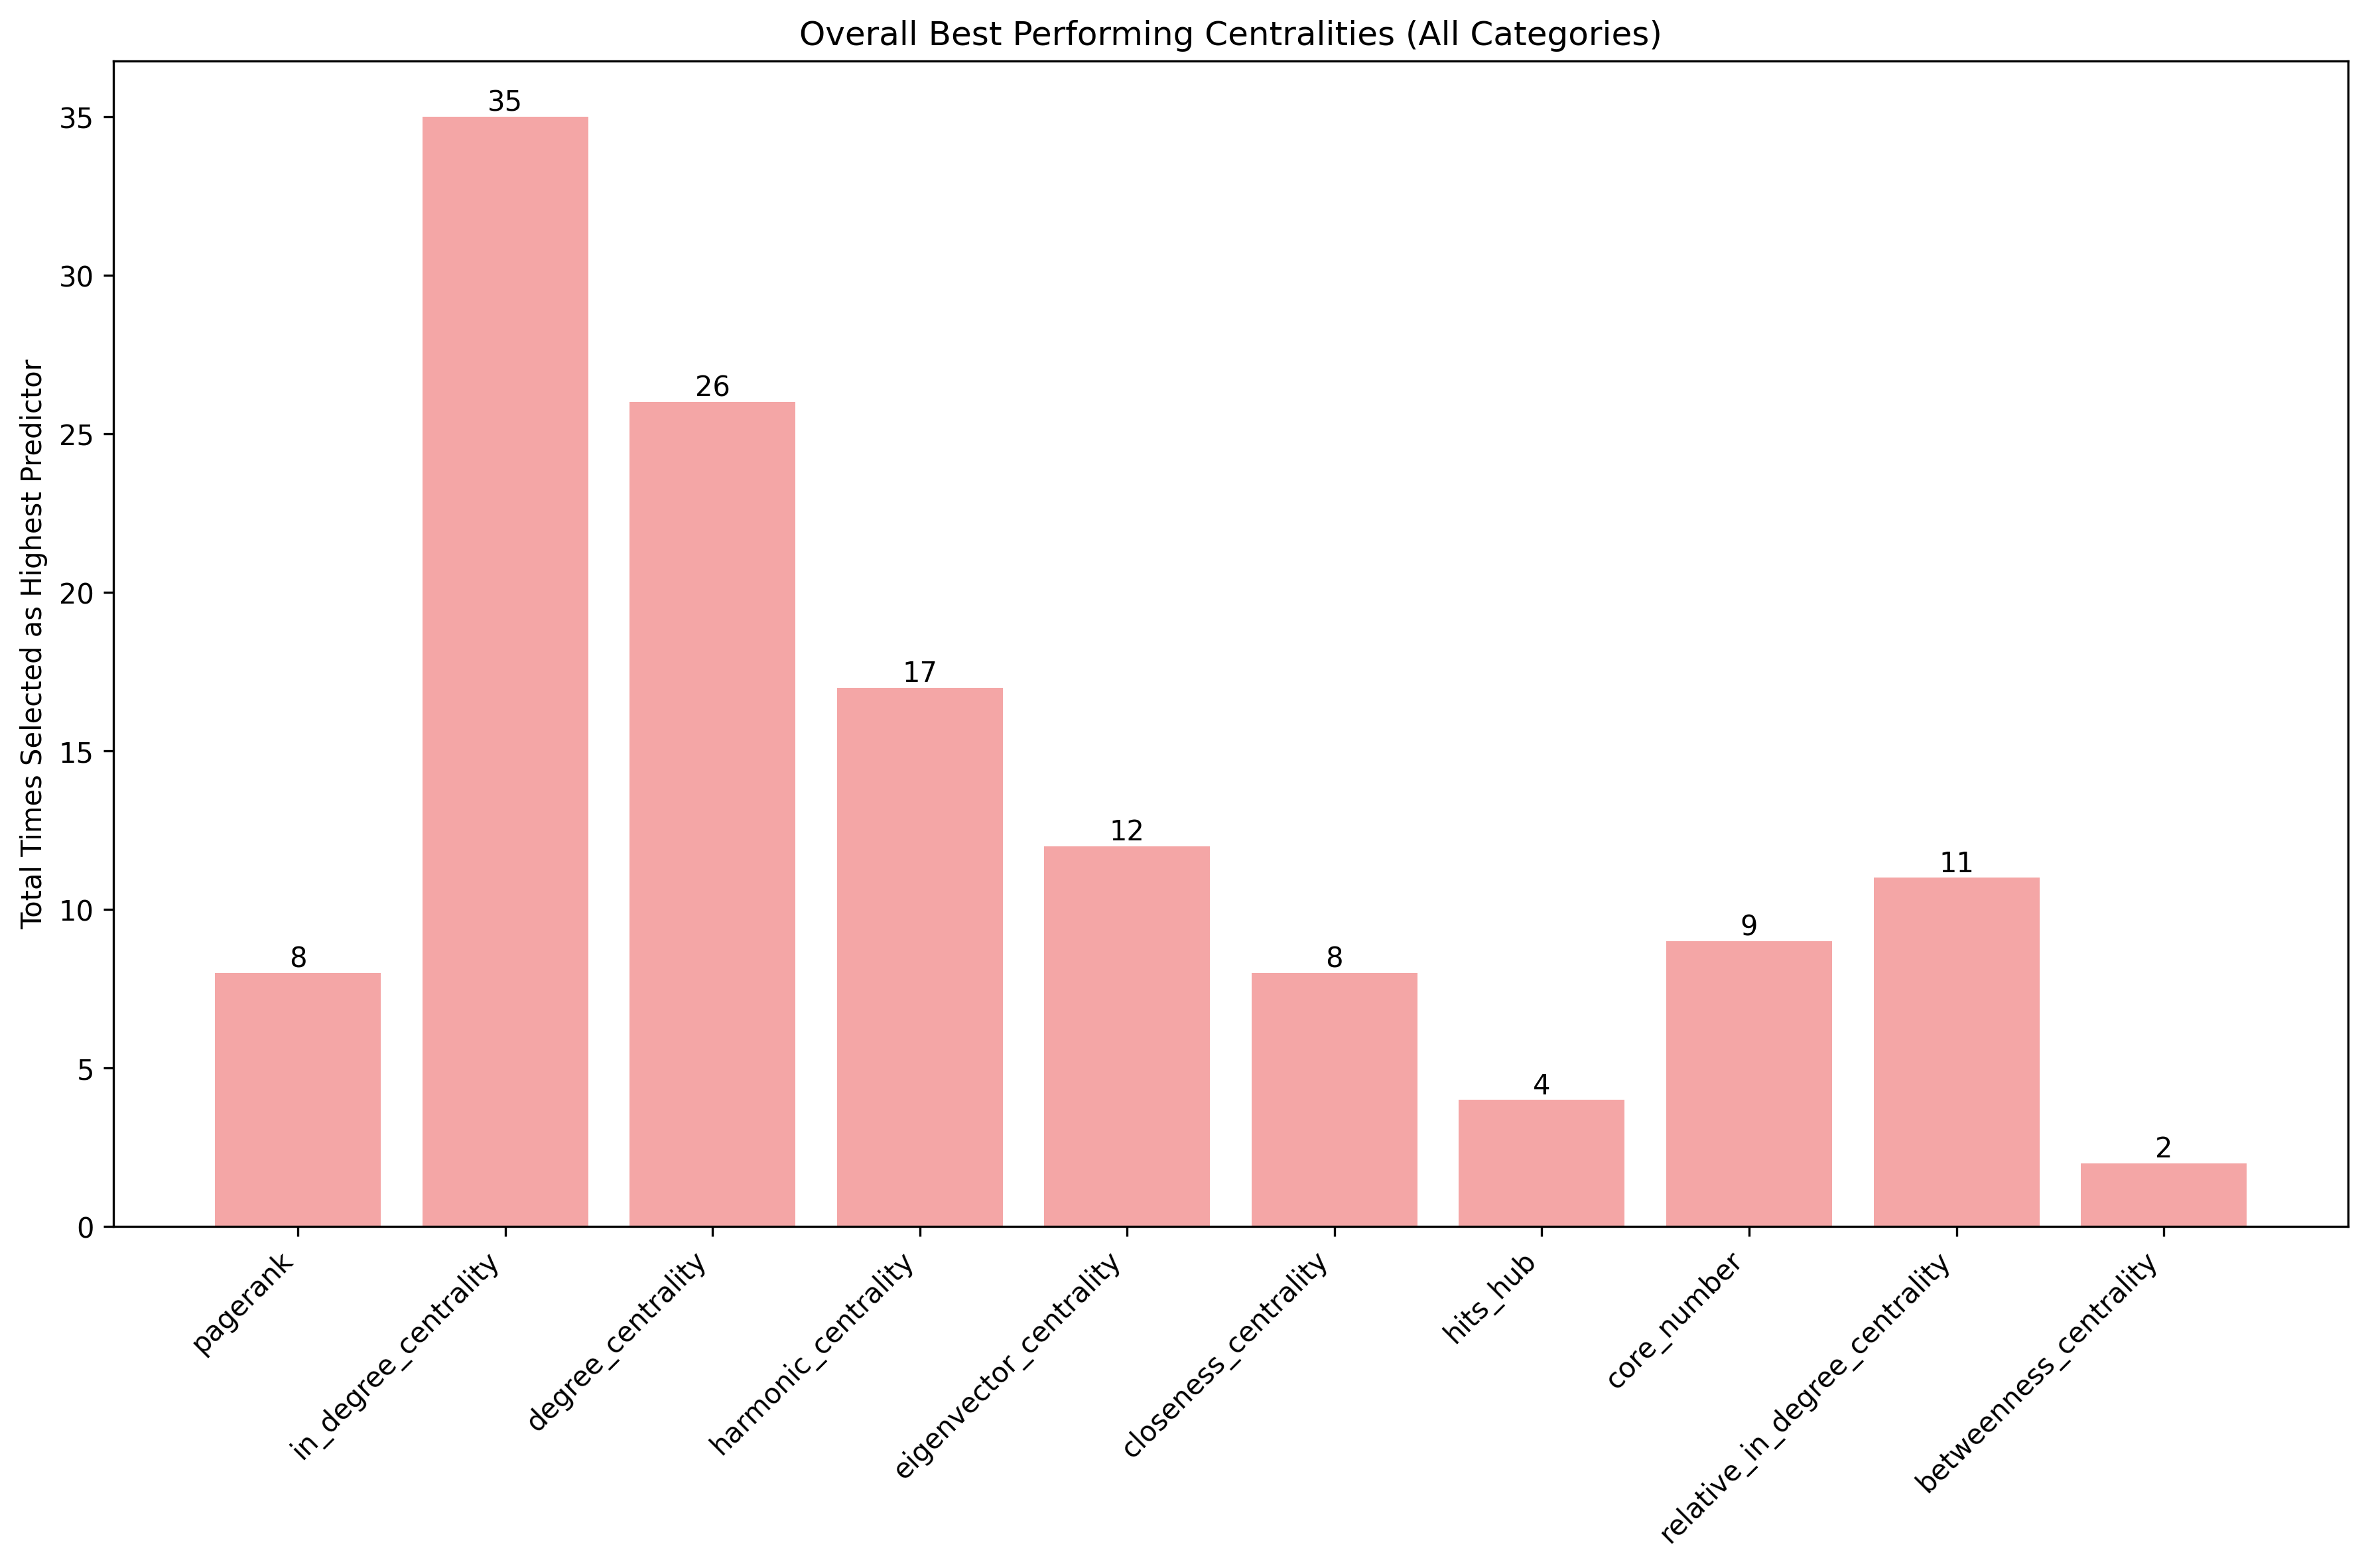 Overall Best Performing Centralities (All Categories)
Total Times Selected as Highest Predictor
35
30
25
20
15
10
5
0
8
35
26
17
12
8
4
9
11
2
pagerank
in_degree_centrality
degree_centrality
harmonic_centrality
eigenvector_centrality
closeness_centrality
hits_hub
core_number
relative_in_degree_centrality
betweenness_centrality